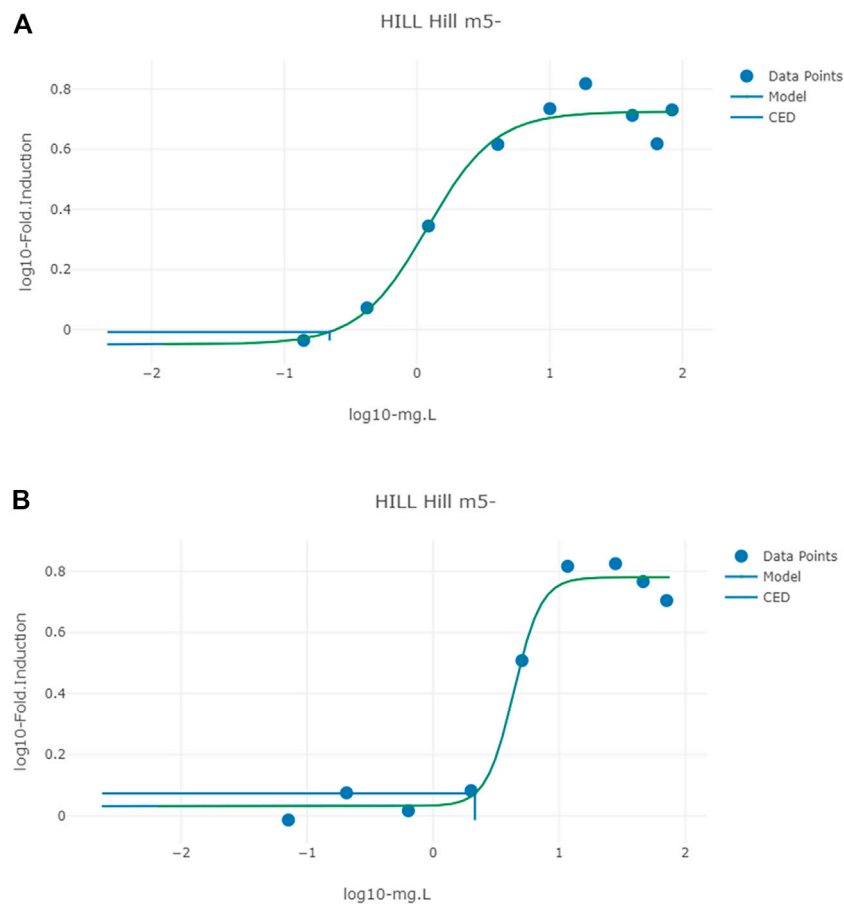 A
HILL Hill m5-
log10-Fold.Induction
0.8
0.6
0.4
0.2
0
−2
−1
0
1
2
log10-mg.L
Data Points
Model
CED
B
HILL Hill m5-
log10-Fold.Induction
0.8
0.6
0.4
0.2
0
−2
−1
0
1
2
log10-mg.L
Data Points
Model
CED